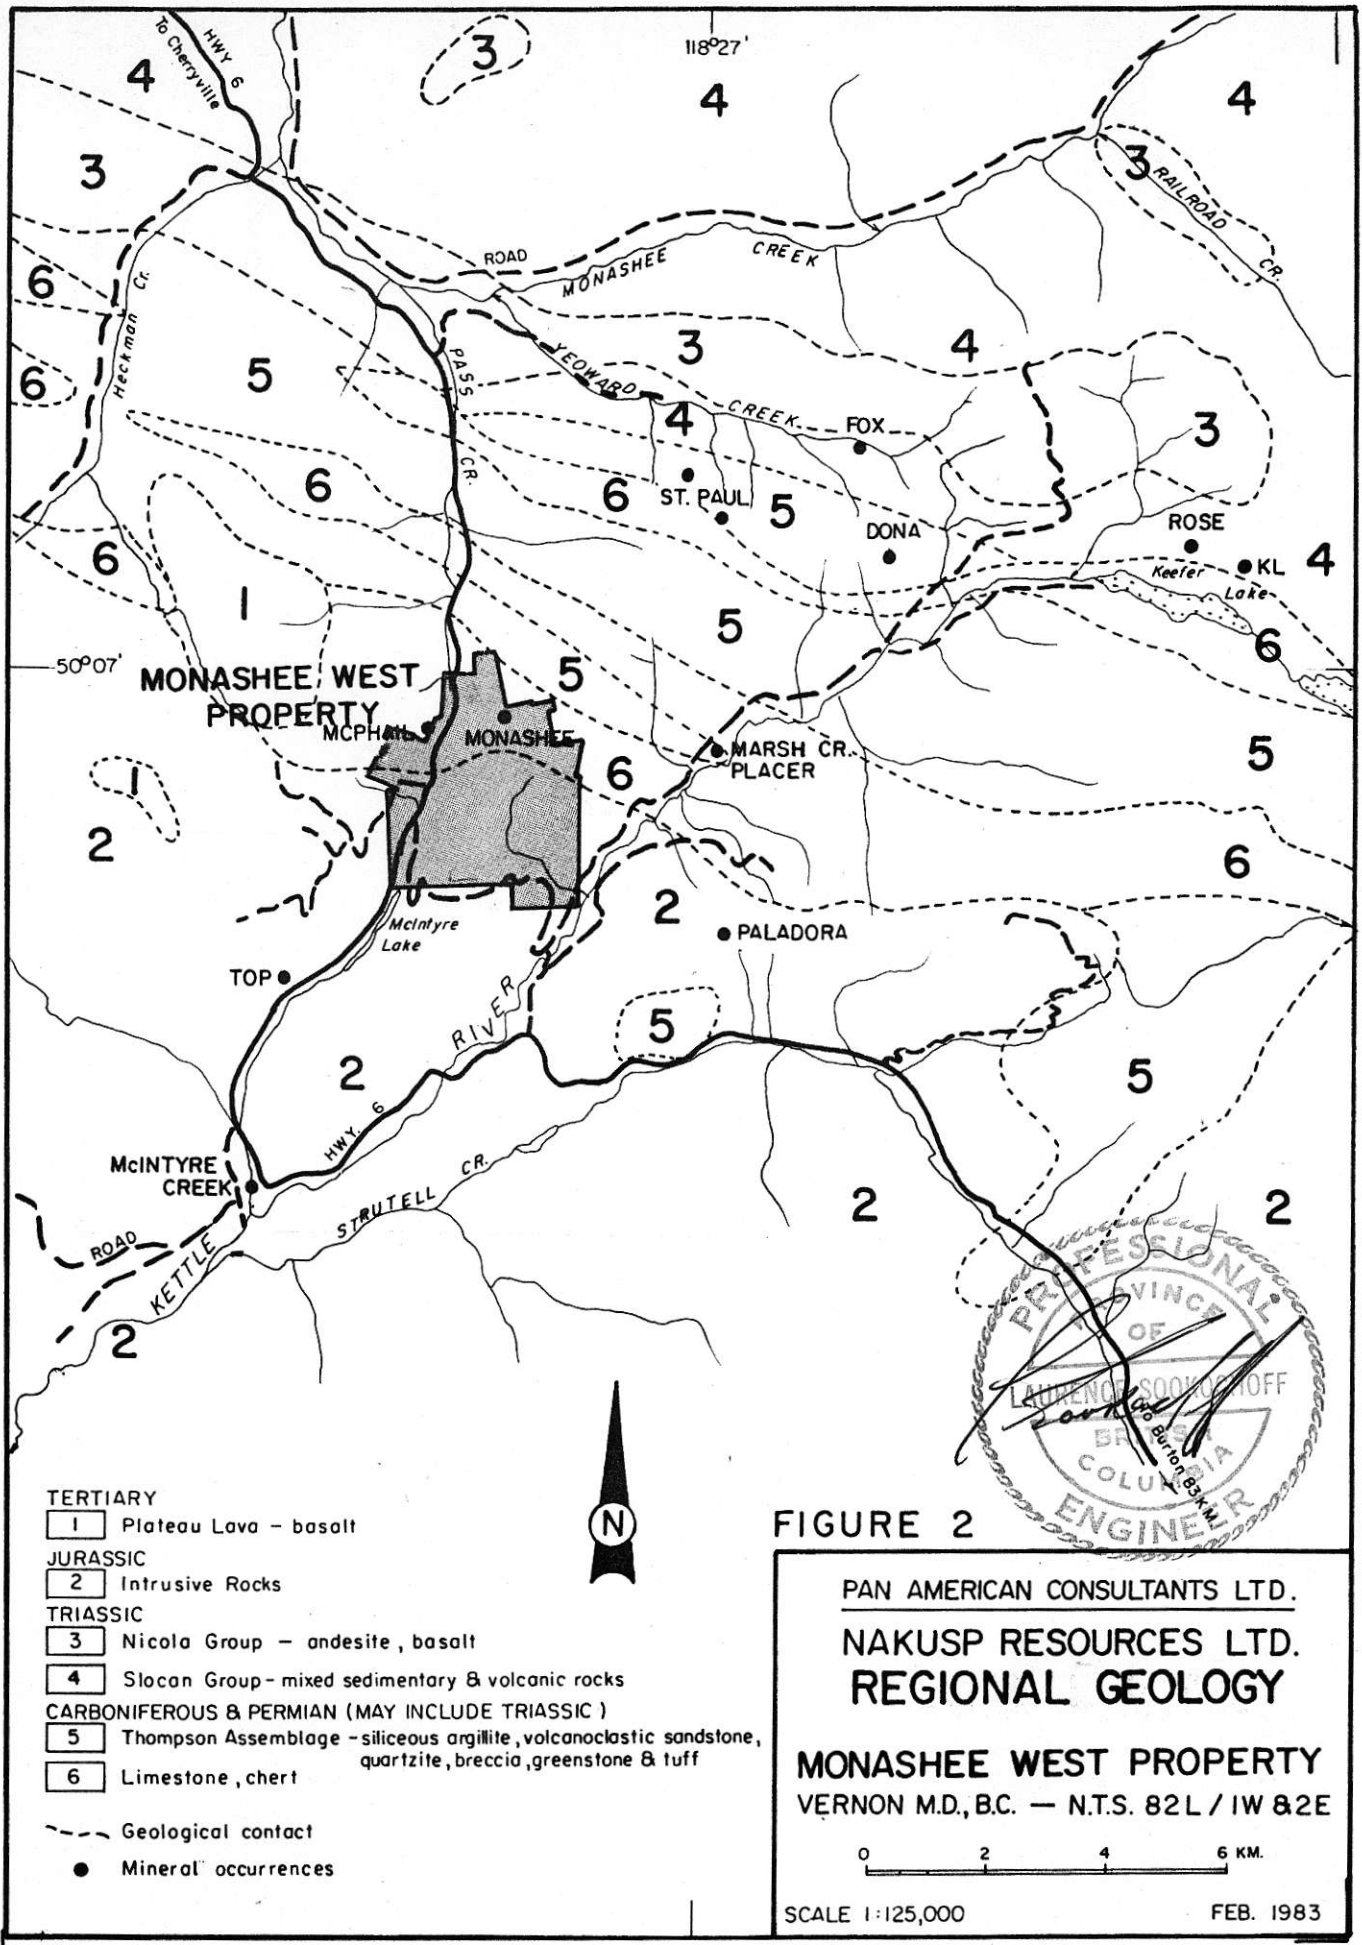 To Cherryville
HWY 6
3
118°27'
4
4
4
3
3
RAILROAD
CR.
ROAD
MONASHEE
CREEK
6
Heckman Cr.
3
4
5
PASS
CR.
YEOWARD
CREEK
6
4
FOX
3
6
6
ST. PAUL
5
DONA
ROSE
6
Keefer
Lake
KL
4
1
5
6
50°07'
MONASHEE WEST
PROPERTY
5
MCPHAIL
MONASHEE
MARSH CR.
PLACER
5
1
6
2
6
2
McIntyre
Lake
PALADORA
TOP
RIVER
5
2
5
HWY. 6
McINTYRE
CREEK
CR.
STRUTELL
2
2
ROAD
KETTLE
2
To Burton 83 KM.
PROFESSIONAL
PROVINCE
OF
LAURENCE SOOKOCHOFF
BRITISH
COLUMBIA
ENGINEER
N
TERTIARY
1 Plateau Lava - basalt
JURASSIC
2 Intrusive Rocks
TRIASSIC
3 Nicola Group - andesite, basalt
4 Slocan Group - mixed sedimentary & volcanic rocks
CARBONIFEROUS & PERMIAN (MAY INCLUDE TRIASSIC)
5 Thompson Assemblage - siliceous argillite, volcanoclastic sandstone,
quartzite, breccia, greenstone & tuff
6 Limestone, chert
Geological contact
Mineral occurrences
FIGURE 2
PAN AMERICAN CONSULTANTS LTD.
NAKUSP RESOURCES LTD.
REGIONAL GEOLOGY
MONASHEE WEST PROPERTY
VERNON M.D., B.C. — N.T.S. 82L / 1W & 2E
0 2 4 6 KM.
SCALE 1:125,000
FEB. 1983